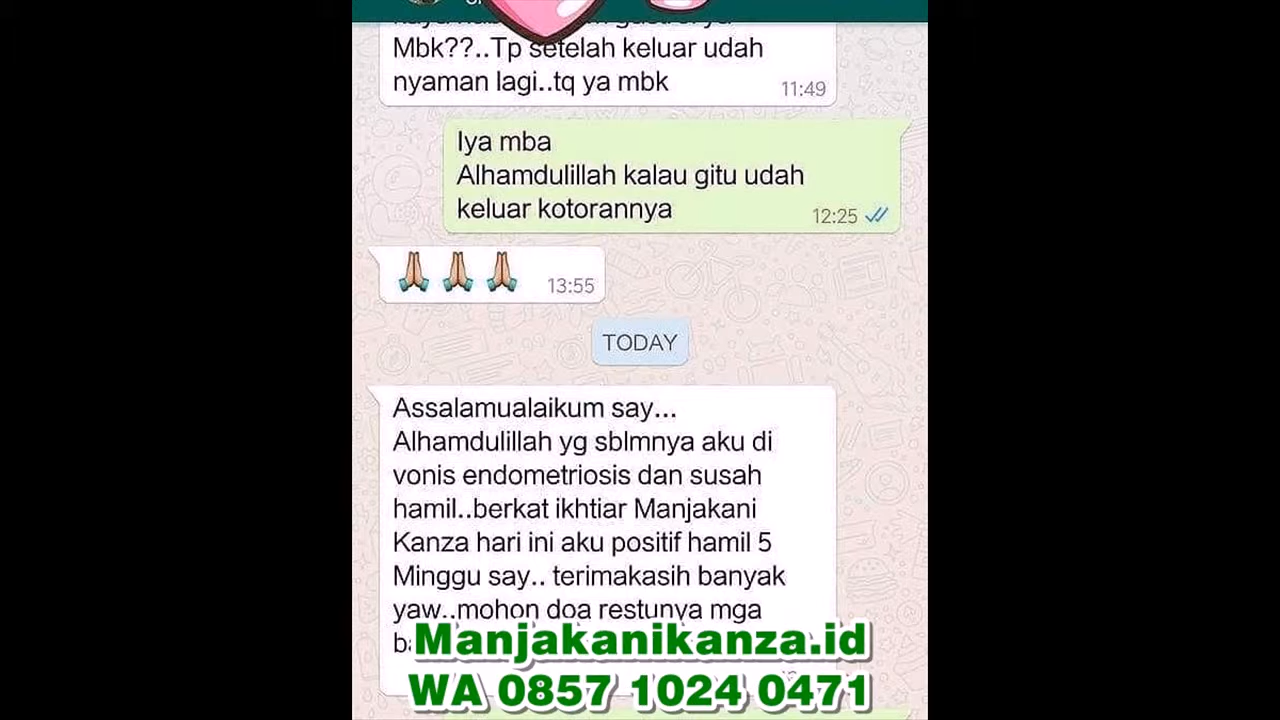 Mbk??..Tp setelah keluar udah
nyaman lagi..tq ya mbk
11:49
Iya mba
Alhamdulillah kalau gitu udah
keluar kotorannya
12:25
13:55
TODAY
Assalamualaikum say...
Alhamdulillah yg sblmnya aku di
vonis endometriosis dan susah
hamil..berkat ikhtiar Manjakani
Kanza hari ini aku positif hamil 5
Minggu say.. terimakasih banyak
yaw..mohon doa restunya mga
Manjakanikanza.id
WA 0857 1024 0471